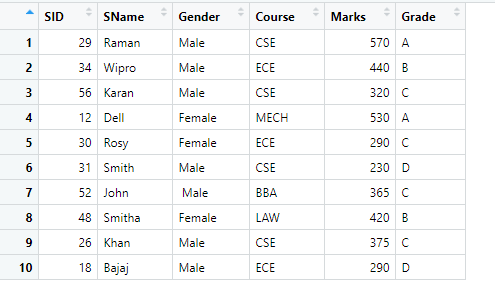 SID SName Gender Course Marks Grade
1 29 Raman Male CSE 570 A
2 34 Wipro Male ECE 440 B
3 56 Karan Male CSE 320 C
4 12 Dell Female MECH 530 A
5 30 Rosy Female ECE 290 C
6 31 Smith Male CSE 230 D
7 52 John Male BBA 365 C
8 48 Smitha Female LAW 420 B
9 26 Khan Male CSE 375 C
10 18 Bajaj Male ECE 290 D